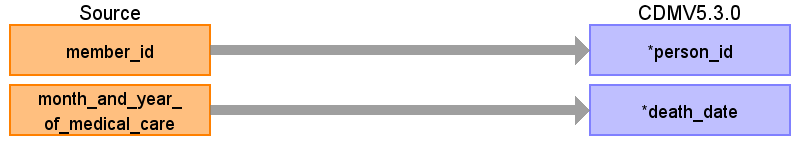 Source
CDMV5.3.0
member_id
*person_id
month_and_year_
of_medical_care
*death_date